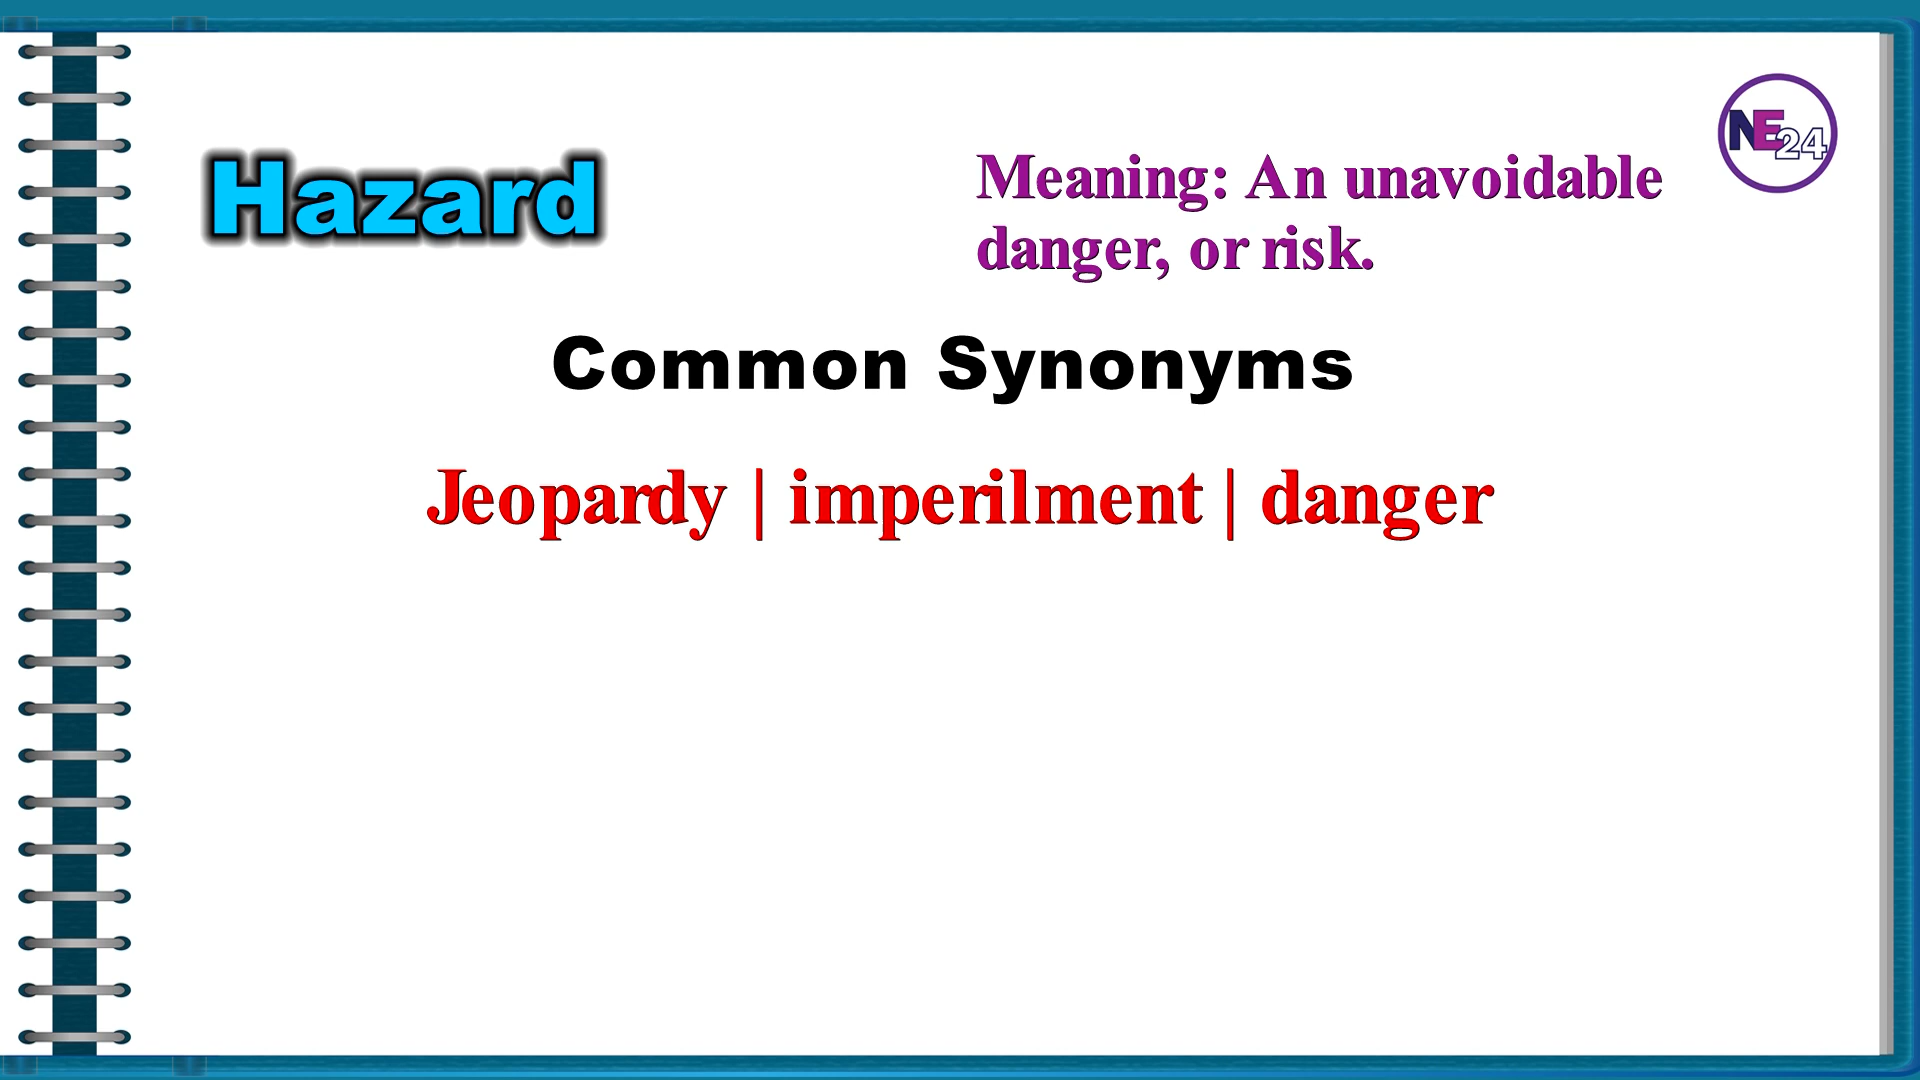 NE24
Hazard
Meaning: An unavoidable
danger, or risk.
Common Synonyms
Jeopardy | imperilment | danger